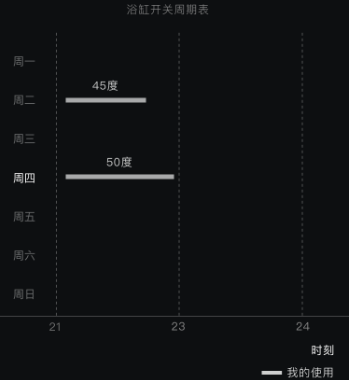 浴缸开关周期表
周一
45度
周二
周三
50度
周四
周五
周六
周日
21 23 24
时刻
我的使用